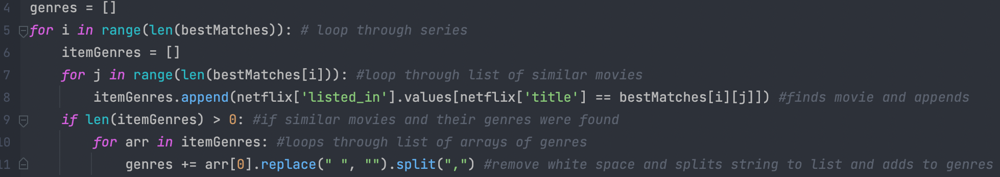 4 genres = []
5 for i in range(len(bestMatches)): # loop through series
6 itemGenres = []
7 for j in range(len(bestMatches[i])): #loop through list of similar movies
8 itemGenres.append(netflix['listed_in'].values[netflix['title'] == bestMatches[i][j]]) #finds movie and appends
9 if len(itemGenres) > 0: #if similar movies and their genres were found
10 for arr in itemGenres: #loops through list of arrays of genres
11 genres += arr[0].replace(" ", "").split(",") #remove white space and splits string to list and adds to genres